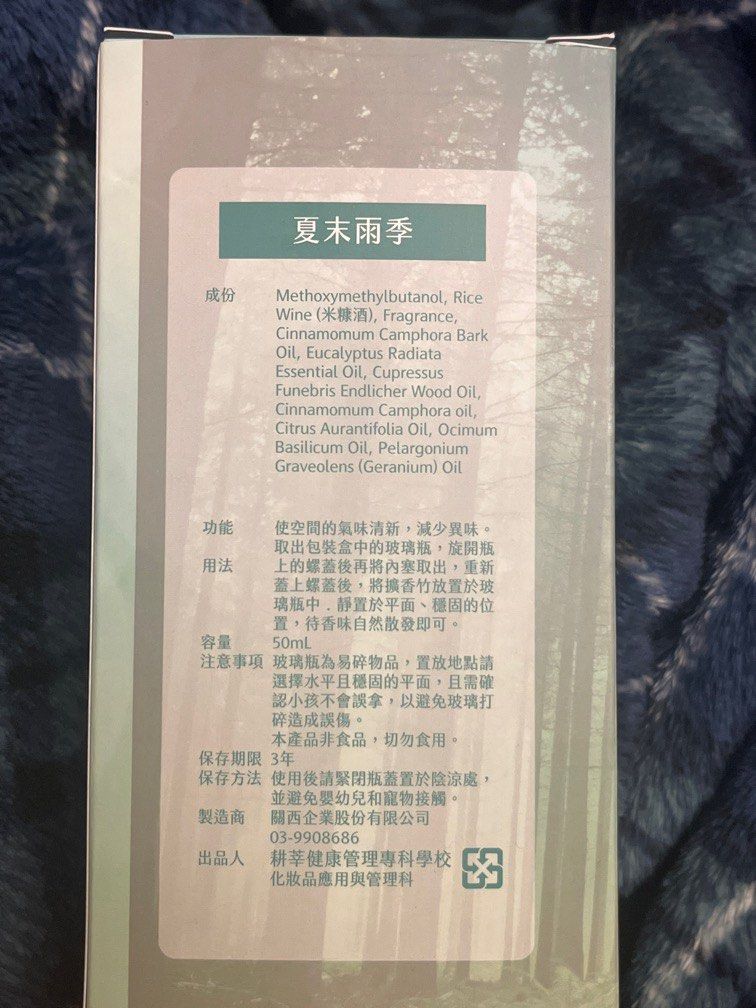 夏末雨季
成份 Methoxymethylbutanol, Rice
Wine (米糠酒), Fragrance,
Cinnamomum Camphora Bark
Oil, Eucalyptus Radiata
Essential Oil, Cupressus
Funebris Endlicher Wood Oil,
Cinnamomum Camphora oil,
Citrus Aurantifolia Oil, Ocimum
Basilicum Oil, Pelargonium
Graveolens (Geranium) Oil
功能 使空間的氣味清新，減少異味。
取出包裝盒中的玻璃瓶，旋開瓶
用法 上的螺蓋後再將內塞取出，重新
蓋上螺蓋後，將擴香竹放置於玻
璃瓶中．靜置於平面、穩固的位
置，待香味自然散發即可。
容量 50mL
注意事項 玻璃瓶為易碎物品，置放地點請
選擇水平且穩固的平面，且需確
認小孩不會誤拿，以避免玻璃打
碎造成誤傷。
本產品非食品，切勿食用。
保存期限 3年
保存方法 使用後請緊閉瓶蓋置於陰涼處，
並避免嬰幼兒和寵物接觸。
製造商 關西企業股份有限公司
03-9908686
出品人 耕莘健康管理專科學校
化妝品應用與管理科